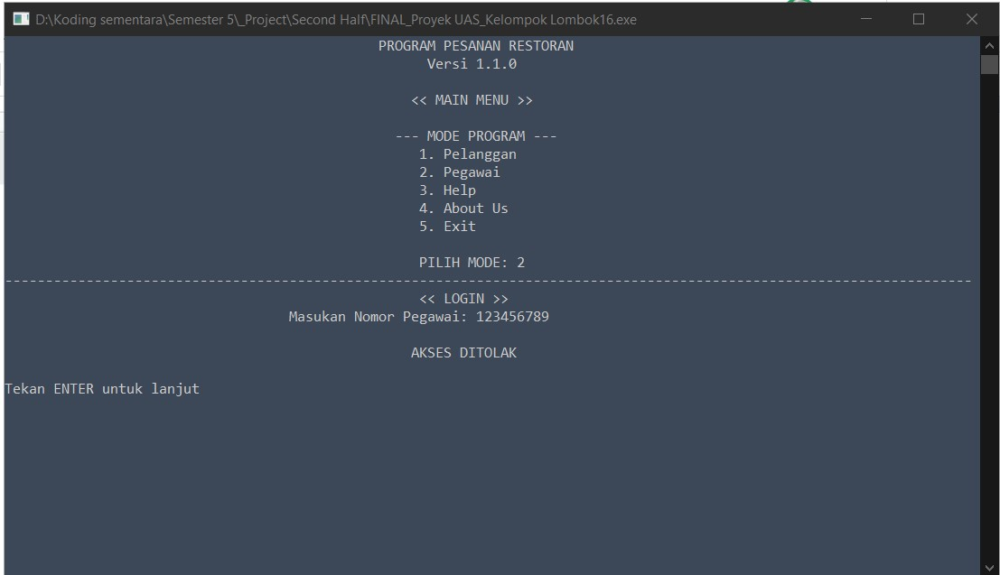 D:\Koding sementara\Semester 5\_Project\Second Half\FINAL_Proyek UAS_Kelompok Lombok16.exe
PROGRAM PESANAN RESTORAN
Versi 1.1.0
<< MAIN MENU >>
--- MODE PROGRAM ---
1. Pelanggan
2. Pegawai
3. Help
4. About Us
5. Exit
PILIH MODE: 2
-----------------------------------------------------------------------------------------------------------------------
<< LOGIN >>
Masukan Nomor Pegawai: 123456789
AKSES DITOLAK
Tekan ENTER untuk lanjut